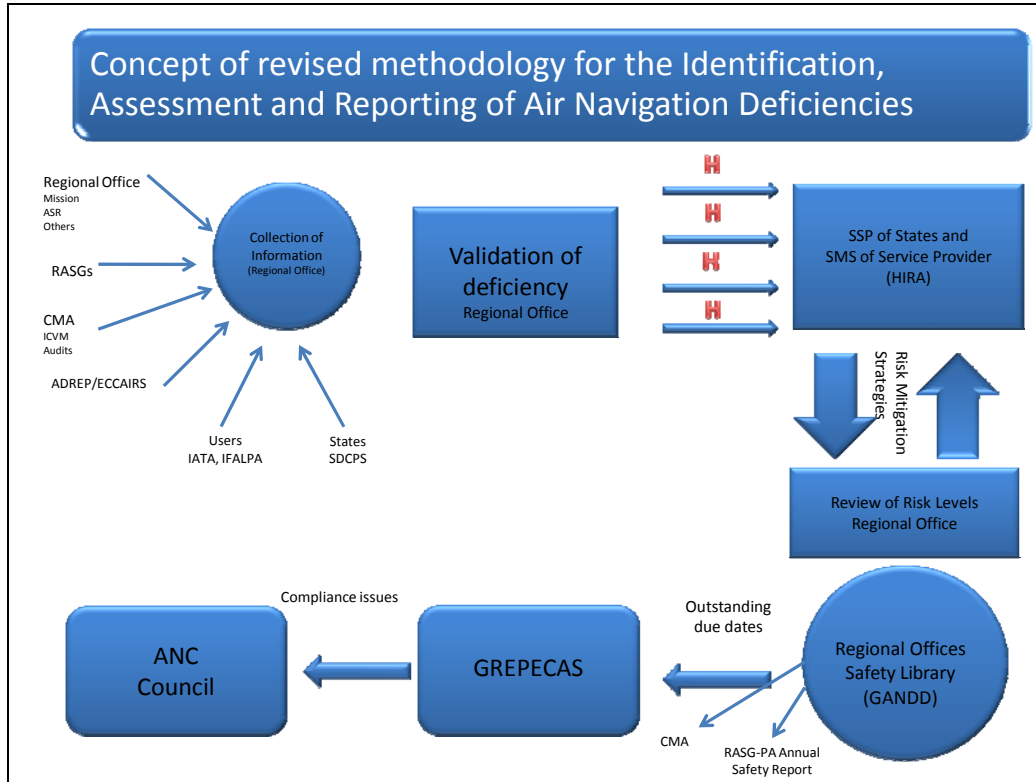 Concept of revised methodology for the Identification,
Assessment and Reporting of Air Navigation Deficiencies
Regional Office
Mission
ASR
Others
RASGs
CMA
ICVM
Audits
ADREP/ECCAIRS
Users
IATA, IFALPA
States
SDCPS
Collection of
Information
(Regional Office)
Validation of
deficiency
Regional Office
H
H
H
H
SSP of States and
SMS of Service Provider
(HIRA)
Risk Mitigation
Strategies
Review of Risk Levels
Regional Office
Regional Offices
Safety Library
(GANDD)
Outstanding
due dates
CMA
RASG-PA Annual
Safety Report
GREPECAS
Compliance issues
ANC
Council